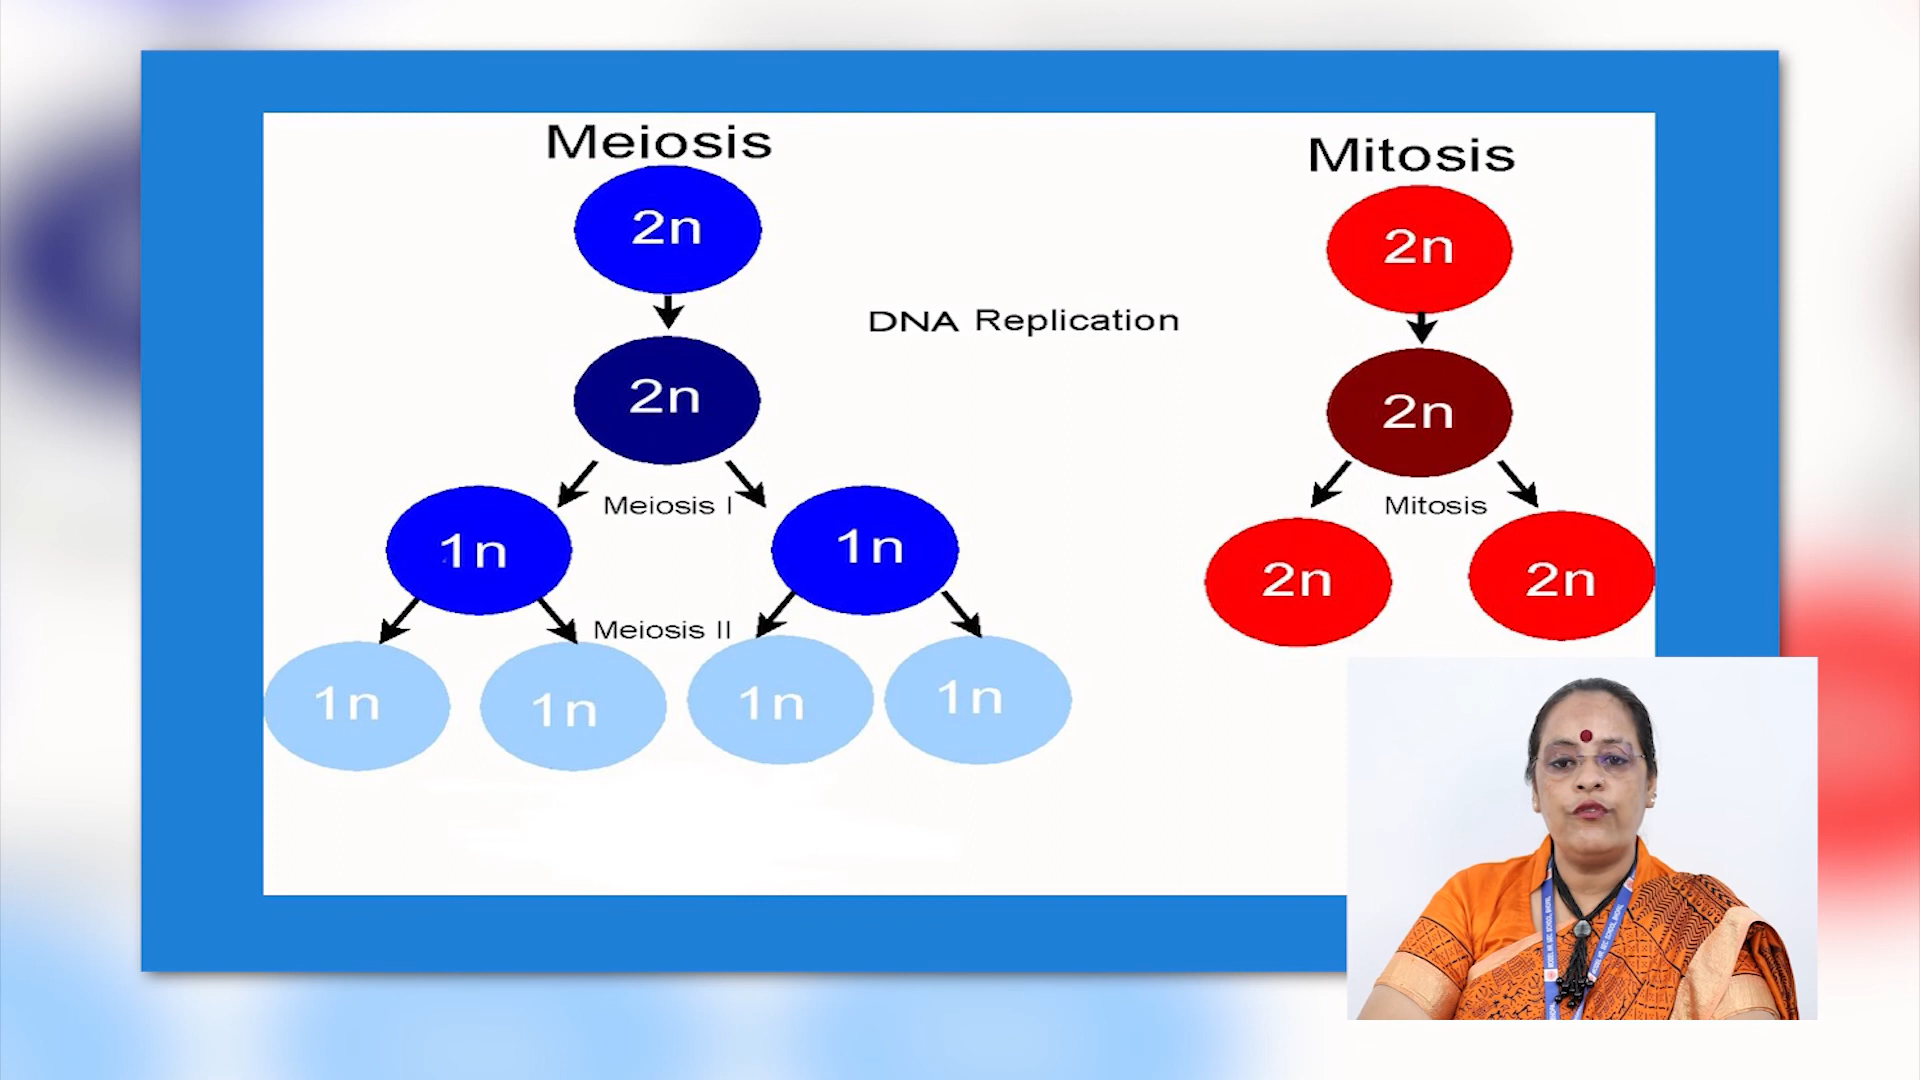 Meiosis
2n
2n
Meiosis I
1n
1n
Meiosis II
1n
1n
1n
1n
DNA Replication
Mitosis
2n
2n
Mitosis
2n
2n